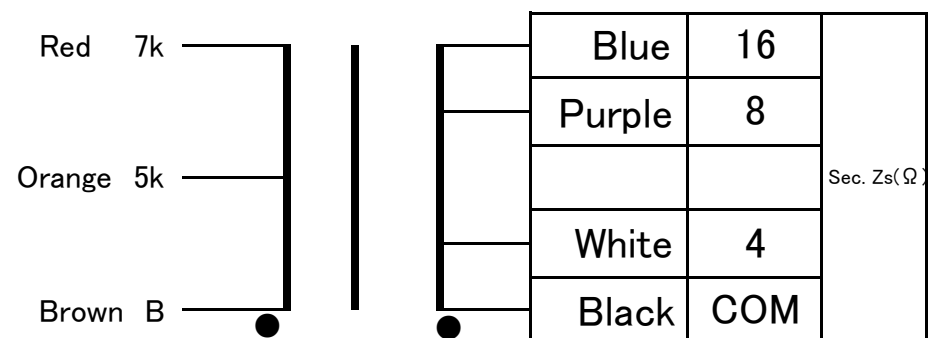 Red 7k
Blue 16
Purple 8
Orange 5k
Sec. Zs(Ω)
White 4
Brown B
Black COM